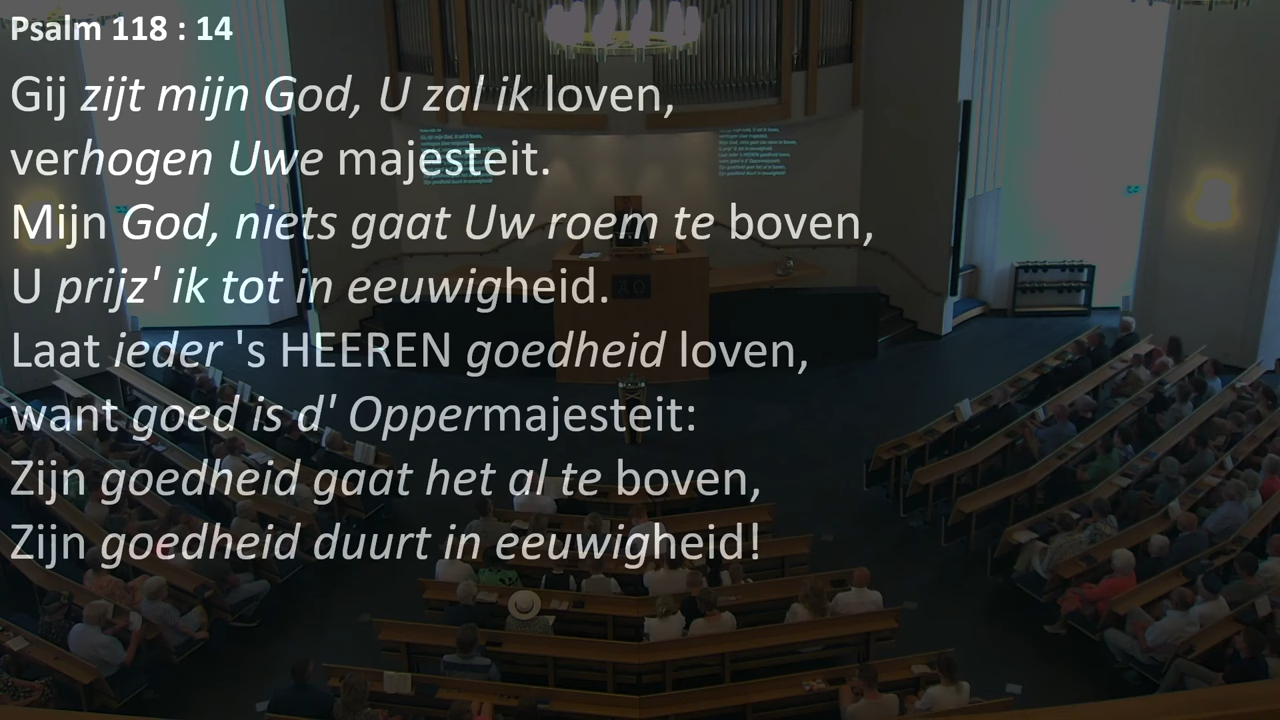 Psalm 118 : 14
Gij zijt mijn God, U zal ik loven,
verhogen Uwe majesteit.
Mijn God, niets gaat Uw roem te boven,
U prijz' ik tot in eeuwigheid.
Laat ieder 's HEEREN goedheid loven,
want goed is d' Oppermajesteit:
Zijn goedheid gaat het al te boven,
Zijn goedheid duurt in eeuwigheid!